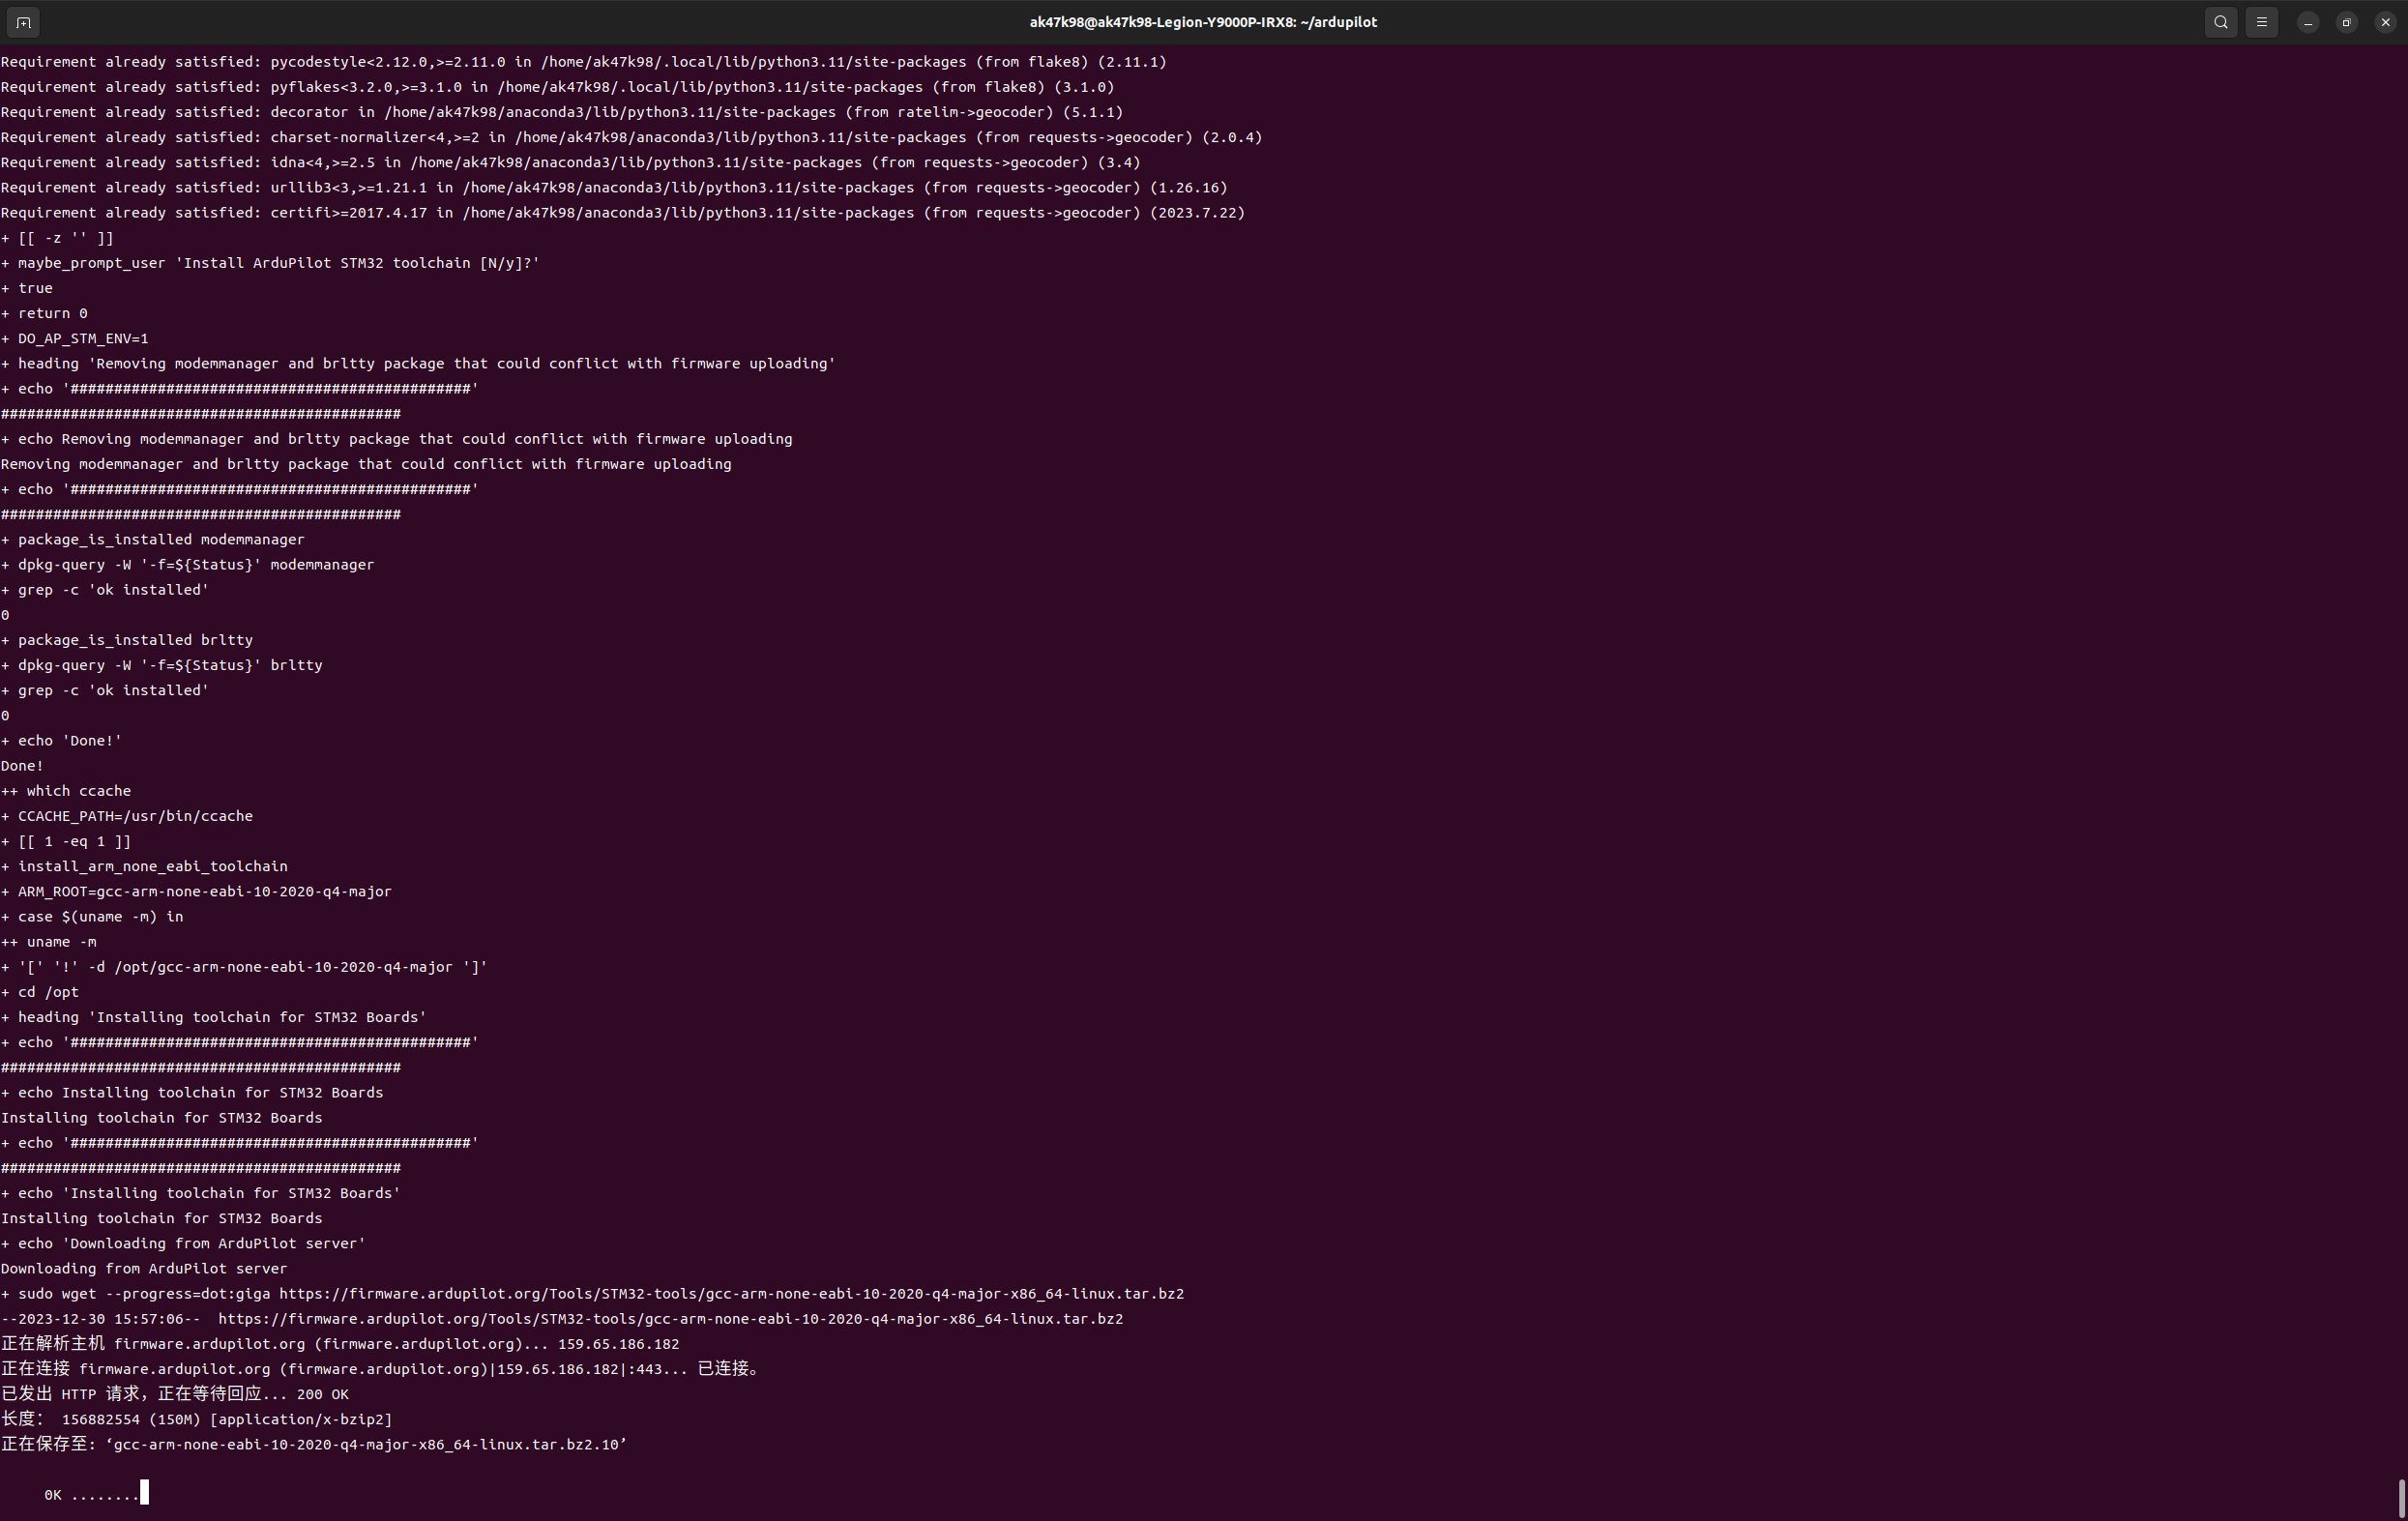 ak47k98@ak47k98-Legion-Y9000P-IRX8: ~/ardupilot
Requirement already satisfied: pycodestyle<2.12.0,>=2.11.0 in /home/ak47k98/.local/lib/python3.11/site-packages (from flake8) (2.11.1)
Requirement already satisfied: pyflakes<3.2.0,>=3.1.0 in /home/ak47k98/.local/lib/python3.11/site-packages (from flake8) (3.1.0)
Requirement already satisfied: decorator in /home/ak47k98/anaconda3/lib/python3.11/site-packages (from ratelim->geocoder) (5.1.1)
Requirement already satisfied: charset-normalizer<4,>=2 in /home/ak47k98/anaconda3/lib/python3.11/site-packages (from requests->geocoder) (2.0.4)
Requirement already satisfied: idna<4,>=2.5 in /home/ak47k98/anaconda3/lib/python3.11/site-packages (from requests->geocoder) (3.4)
Requirement already satisfied: urllib3<3,>=1.21.1 in /home/ak47k98/anaconda3/lib/python3.11/site-packages (from requests->geocoder) (1.26.16)
Requirement already satisfied: certifi>=2017.4.17 in /home/ak47k98/anaconda3/lib/python3.11/site-packages (from requests->geocoder) (2023.7.22)
+ [[ -z '' ]]
+ maybe_prompt_user 'Install ArduPilot STM32 toolchain [N/y]?'
+ true
+ return 0
+ DO_AP_STM_ENV=1
+ heading 'Removing modemmanager and brltty package that could conflict with firmware uploading'
+ echo '##############################################'
##############################################
+ echo Removing modemmanager and brltty package that could conflict with firmware uploading
Removing modemmanager and brltty package that could conflict with firmware uploading
+ echo '##############################################'
##############################################
+ package_is_installed modemmanager
+ dpkg-query -W '-f=${Status}' modemmanager
+ grep -c 'ok installed'
0
+ package_is_installed brltty
+ dpkg-query -W '-f=${Status}' brltty
+ grep -c 'ok installed'
0
+ echo 'Done!'
Done!
++ which ccache
+ CCACHE_PATH=/usr/bin/ccache
+ [[ 1 -eq 1 ]]
+ install_arm_none_eabi_toolchain
+ ARM_ROOT=gcc-arm-none-eabi-10-2020-q4-major
+ case $(uname -m) in
++ uname -m
+ '[' '!' -d /opt/gcc-arm-none-eabi-10-2020-q4-major ']'
+ cd /opt
+ heading 'Installing toolchain for STM32 Boards'
+ echo '##############################################'
##############################################
+ echo Installing toolchain for STM32 Boards
Installing toolchain for STM32 Boards
+ echo '##############################################'
##############################################
+ echo 'Installing toolchain for STM32 Boards'
Installing toolchain for STM32 Boards
+ echo 'Downloading from ArduPilot server'
Downloading from ArduPilot server
+ sudo wget --progress=dot:giga https://firmware.ardupilot.org/Tools/STM32-tools/gcc-arm-none-eabi-10-2020-q4-major-x86_64-linux.tar.bz2
--2023-12-30 15:57:06--  https://firmware.ardupilot.org/Tools/STM32-tools/gcc-arm-none-eabi-10-2020-q4-major-x86_64-linux.tar.bz2
正在解析主机 firmware.ardupilot.org (firmware.ardupilot.org)... 159.65.186.182
正在连接 firmware.ardupilot.org (firmware.ardupilot.org)|159.65.186.182|:443... 已连接。
已发出 HTTP 请求，正在等待回应... 200 OK
长度： 156882554 (150M) [application/x-bzip2]
正在保存至: ‘gcc-arm-none-eabi-10-2020-q4-major-x86_64-linux.tar.bz2.10’
0K ........